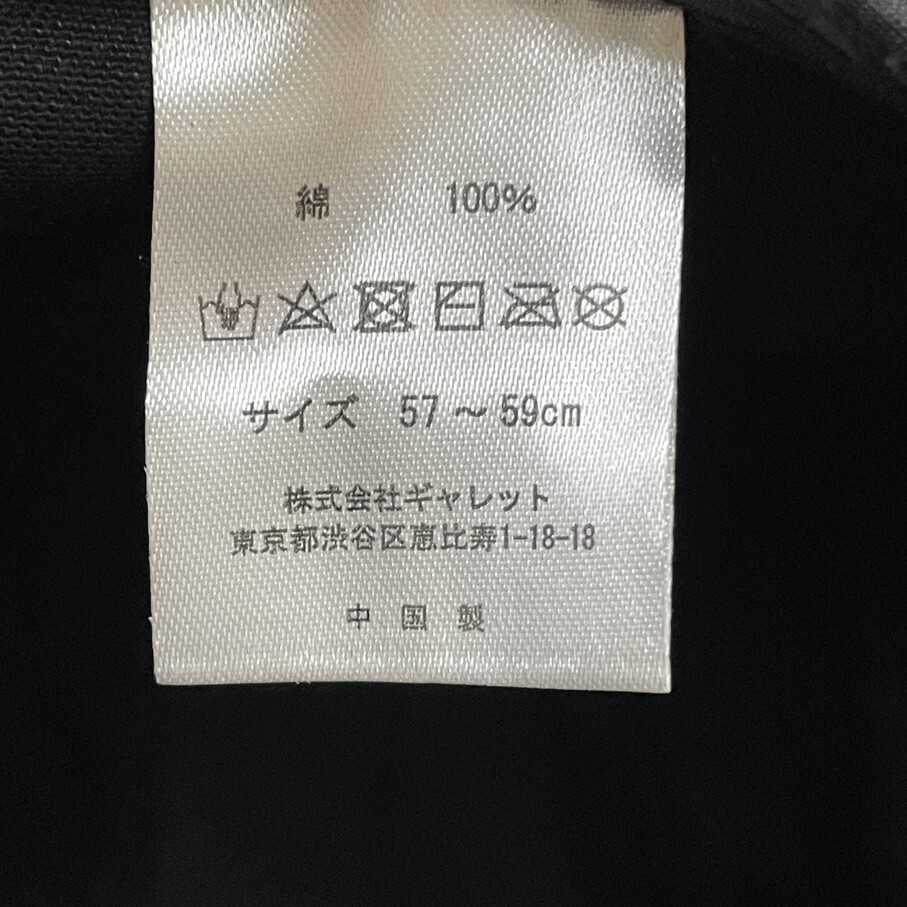 綿 100%
サイズ 57～59cm
株式会社ギャレット
東京都渋谷区恵比寿1-18-18
中国製